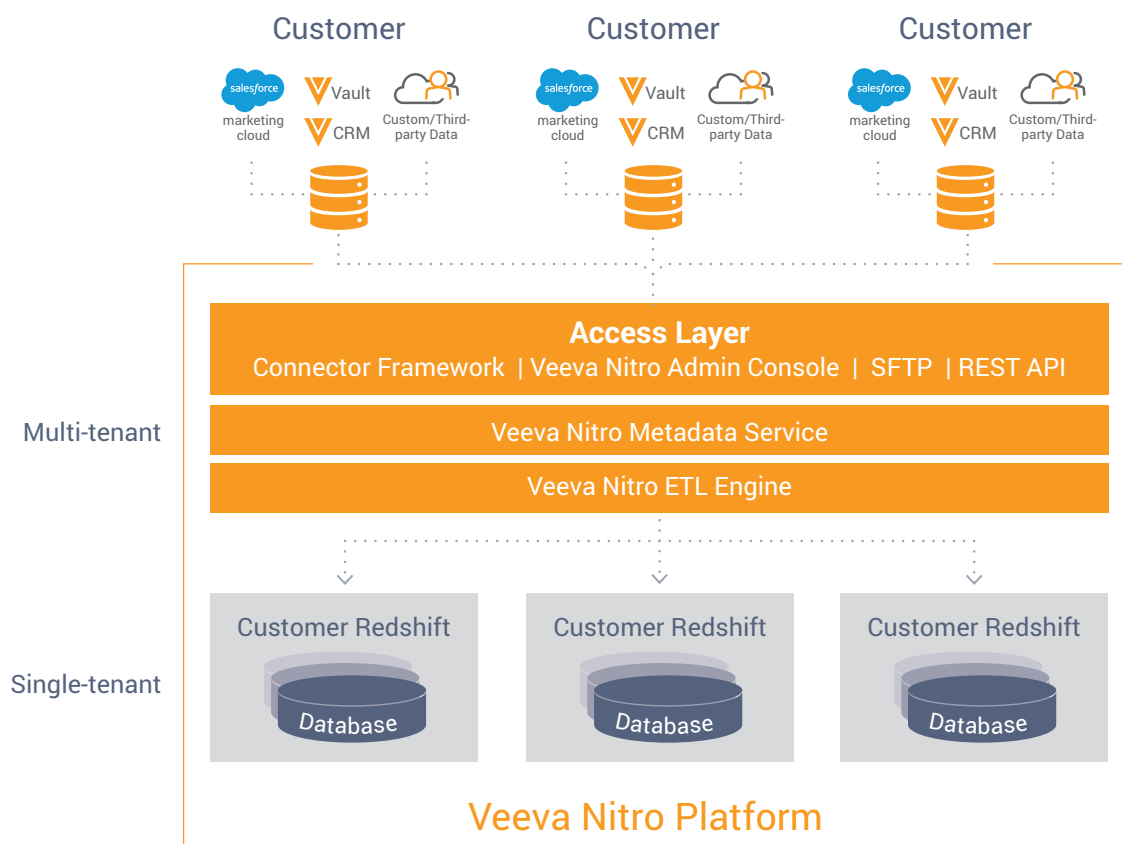 Customer
Customer
Customer
salesforce
marketing
cloud
Vault
CRM
Custom/Third-
party Data
salesforce
marketing
cloud
Vault
CRM
Custom/Third-
party Data
salesforce
marketing
cloud
Vault
CRM
Custom/Third-
party Data
Access Layer
Connector Framework | Veeva Nitro Admin Console | SFTP | REST API
Multi-tenant
Veeva Nitro Metadata Service
Veeva Nitro ETL Engine
Single-tenant
Customer Redshift
Database
Customer Redshift
Database
Customer Redshift
Database
Veeva Nitro Platform